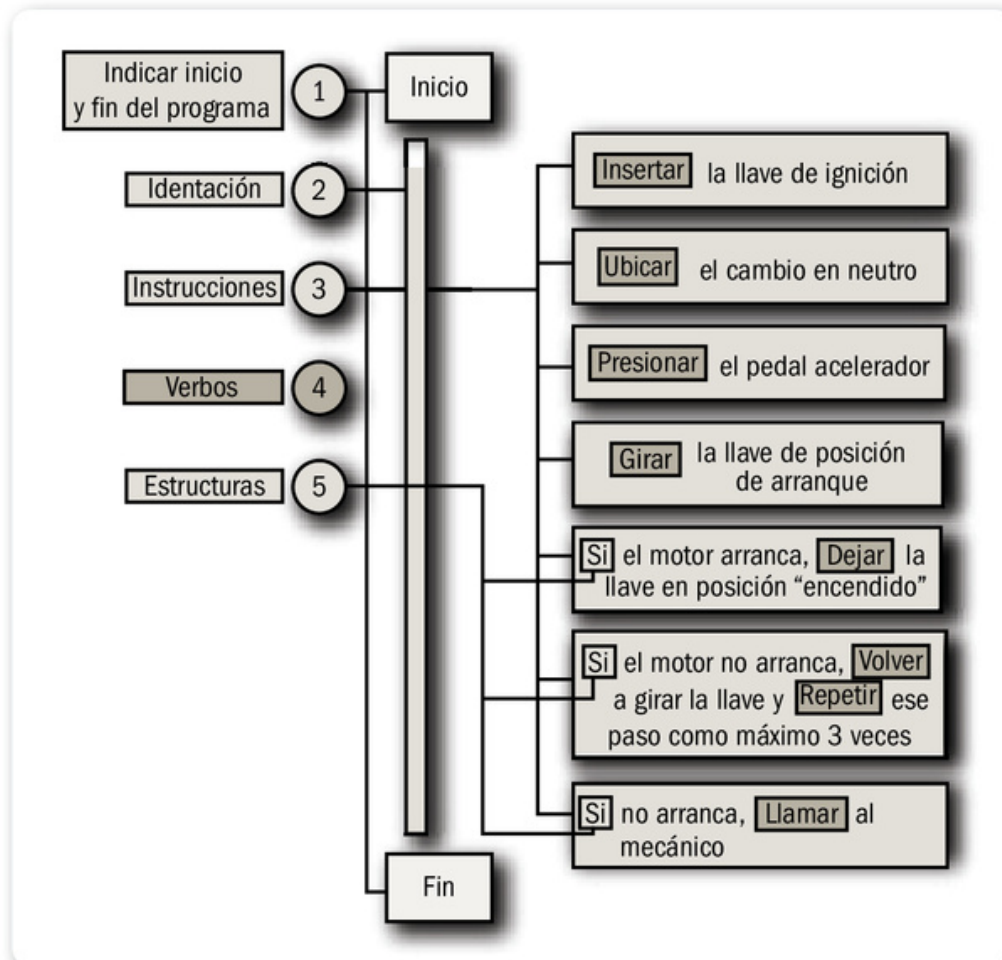 Indicar inicio
y fin del programa
1
Inicio
Identación
2
Instrucciones
3
Verbos
4
Estructuras
5
Insertar la llave de ignición
Ubicar el cambio en neutro
Presionar el pedal acelerador
Girar la llave de posición
de arranque
Si el motor arranca, Dejar la
llave en posición “encendido”
Si el motor no arranca, Volver
a girar la llave y Repetir ese
paso como máximo 3 veces
Si no arranca, Llamar al
mecánico
Fin